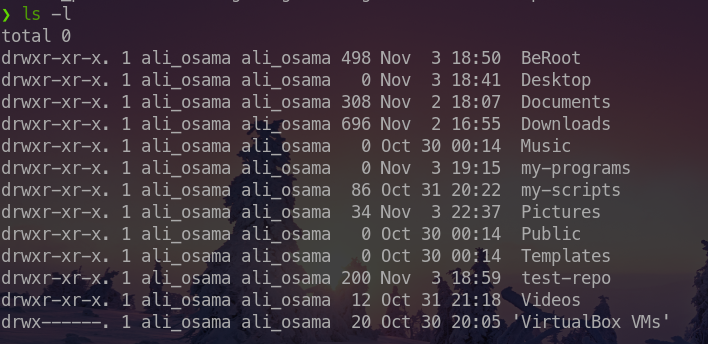 ❯ ls -l
total 0
drwxr-xr-x. 1 ali_osama ali_osama 498 Nov  3 18:50  BeRoot
drwxr-xr-x. 1 ali_osama ali_osama   0 Nov  3 18:41  Desktop
drwxr-xr-x. 1 ali_osama ali_osama 308 Nov  2 18:07  Documents
drwxr-xr-x. 1 ali_osama ali_osama 696 Nov  2 16:55  Downloads
drwxr-xr-x. 1 ali_osama ali_osama   0 Oct 30 00:14  Music
drwxr-xr-x. 1 ali_osama ali_osama   0 Nov  3 19:15  my-programs
drwxr-xr-x. 1 ali_osama ali_osama  86 Oct 31 20:22  my-scripts
drwxr-xr-x. 1 ali_osama ali_osama  34 Nov  3 22:37  Pictures
drwxr-xr-x. 1 ali_osama ali_osama   0 Oct 30 00:14  Public
drwxr-xr-x. 1 ali_osama ali_osama   0 Oct 30 00:14  Templates
drwxr-xr-x. 1 ali_osama ali_osama 200 Nov  3 18:59  test-repo
drwxr-xr-x. 1 ali_osama ali_osama  12 Oct 31 21:18  Videos
drwx------. 1 ali_osama ali_osama  20 Oct 30 20:05 'VirtualBox VMs'